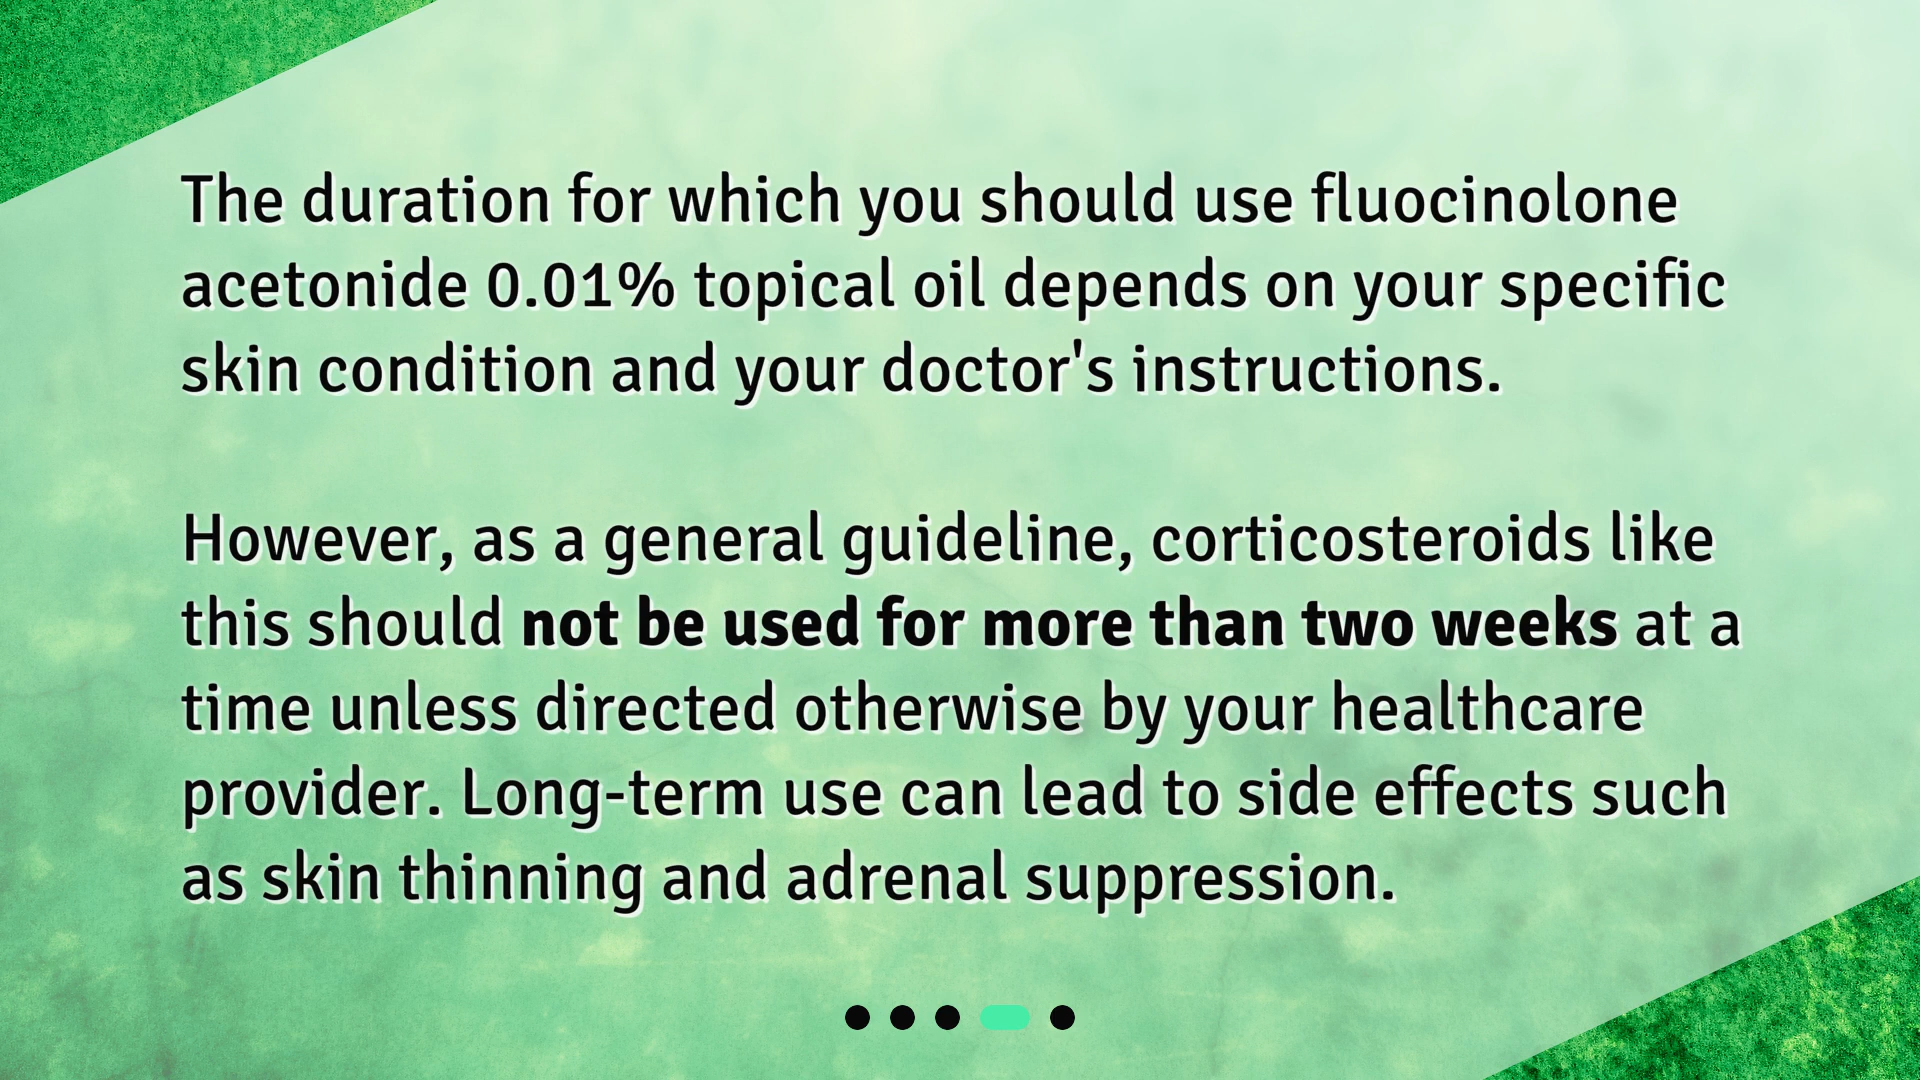 The duration for which you should use fluocinolone
acetonide 0.01% topical oil depends on your specific
skin condition and your doctor's instructions.
However, as a general guideline, corticosteroids like
this should not be used for more than two weeks at a
time unless directed otherwise by your healthcare
provider. Long-term use can lead to side effects such
as skin thinning and adrenal suppression.